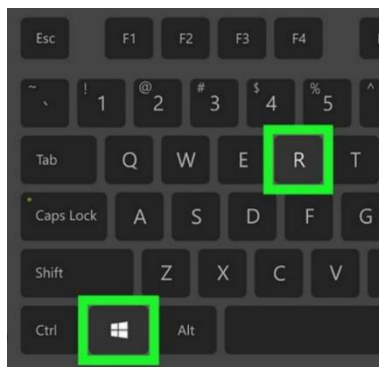 Esc F1 F2 F3 F4
~ ` ! 1 @ 2 # 3 $ 4 % 5 ^
Tab Q W E R T
Caps Lock A S D F G
Shift Z X C V
Ctrl Alt